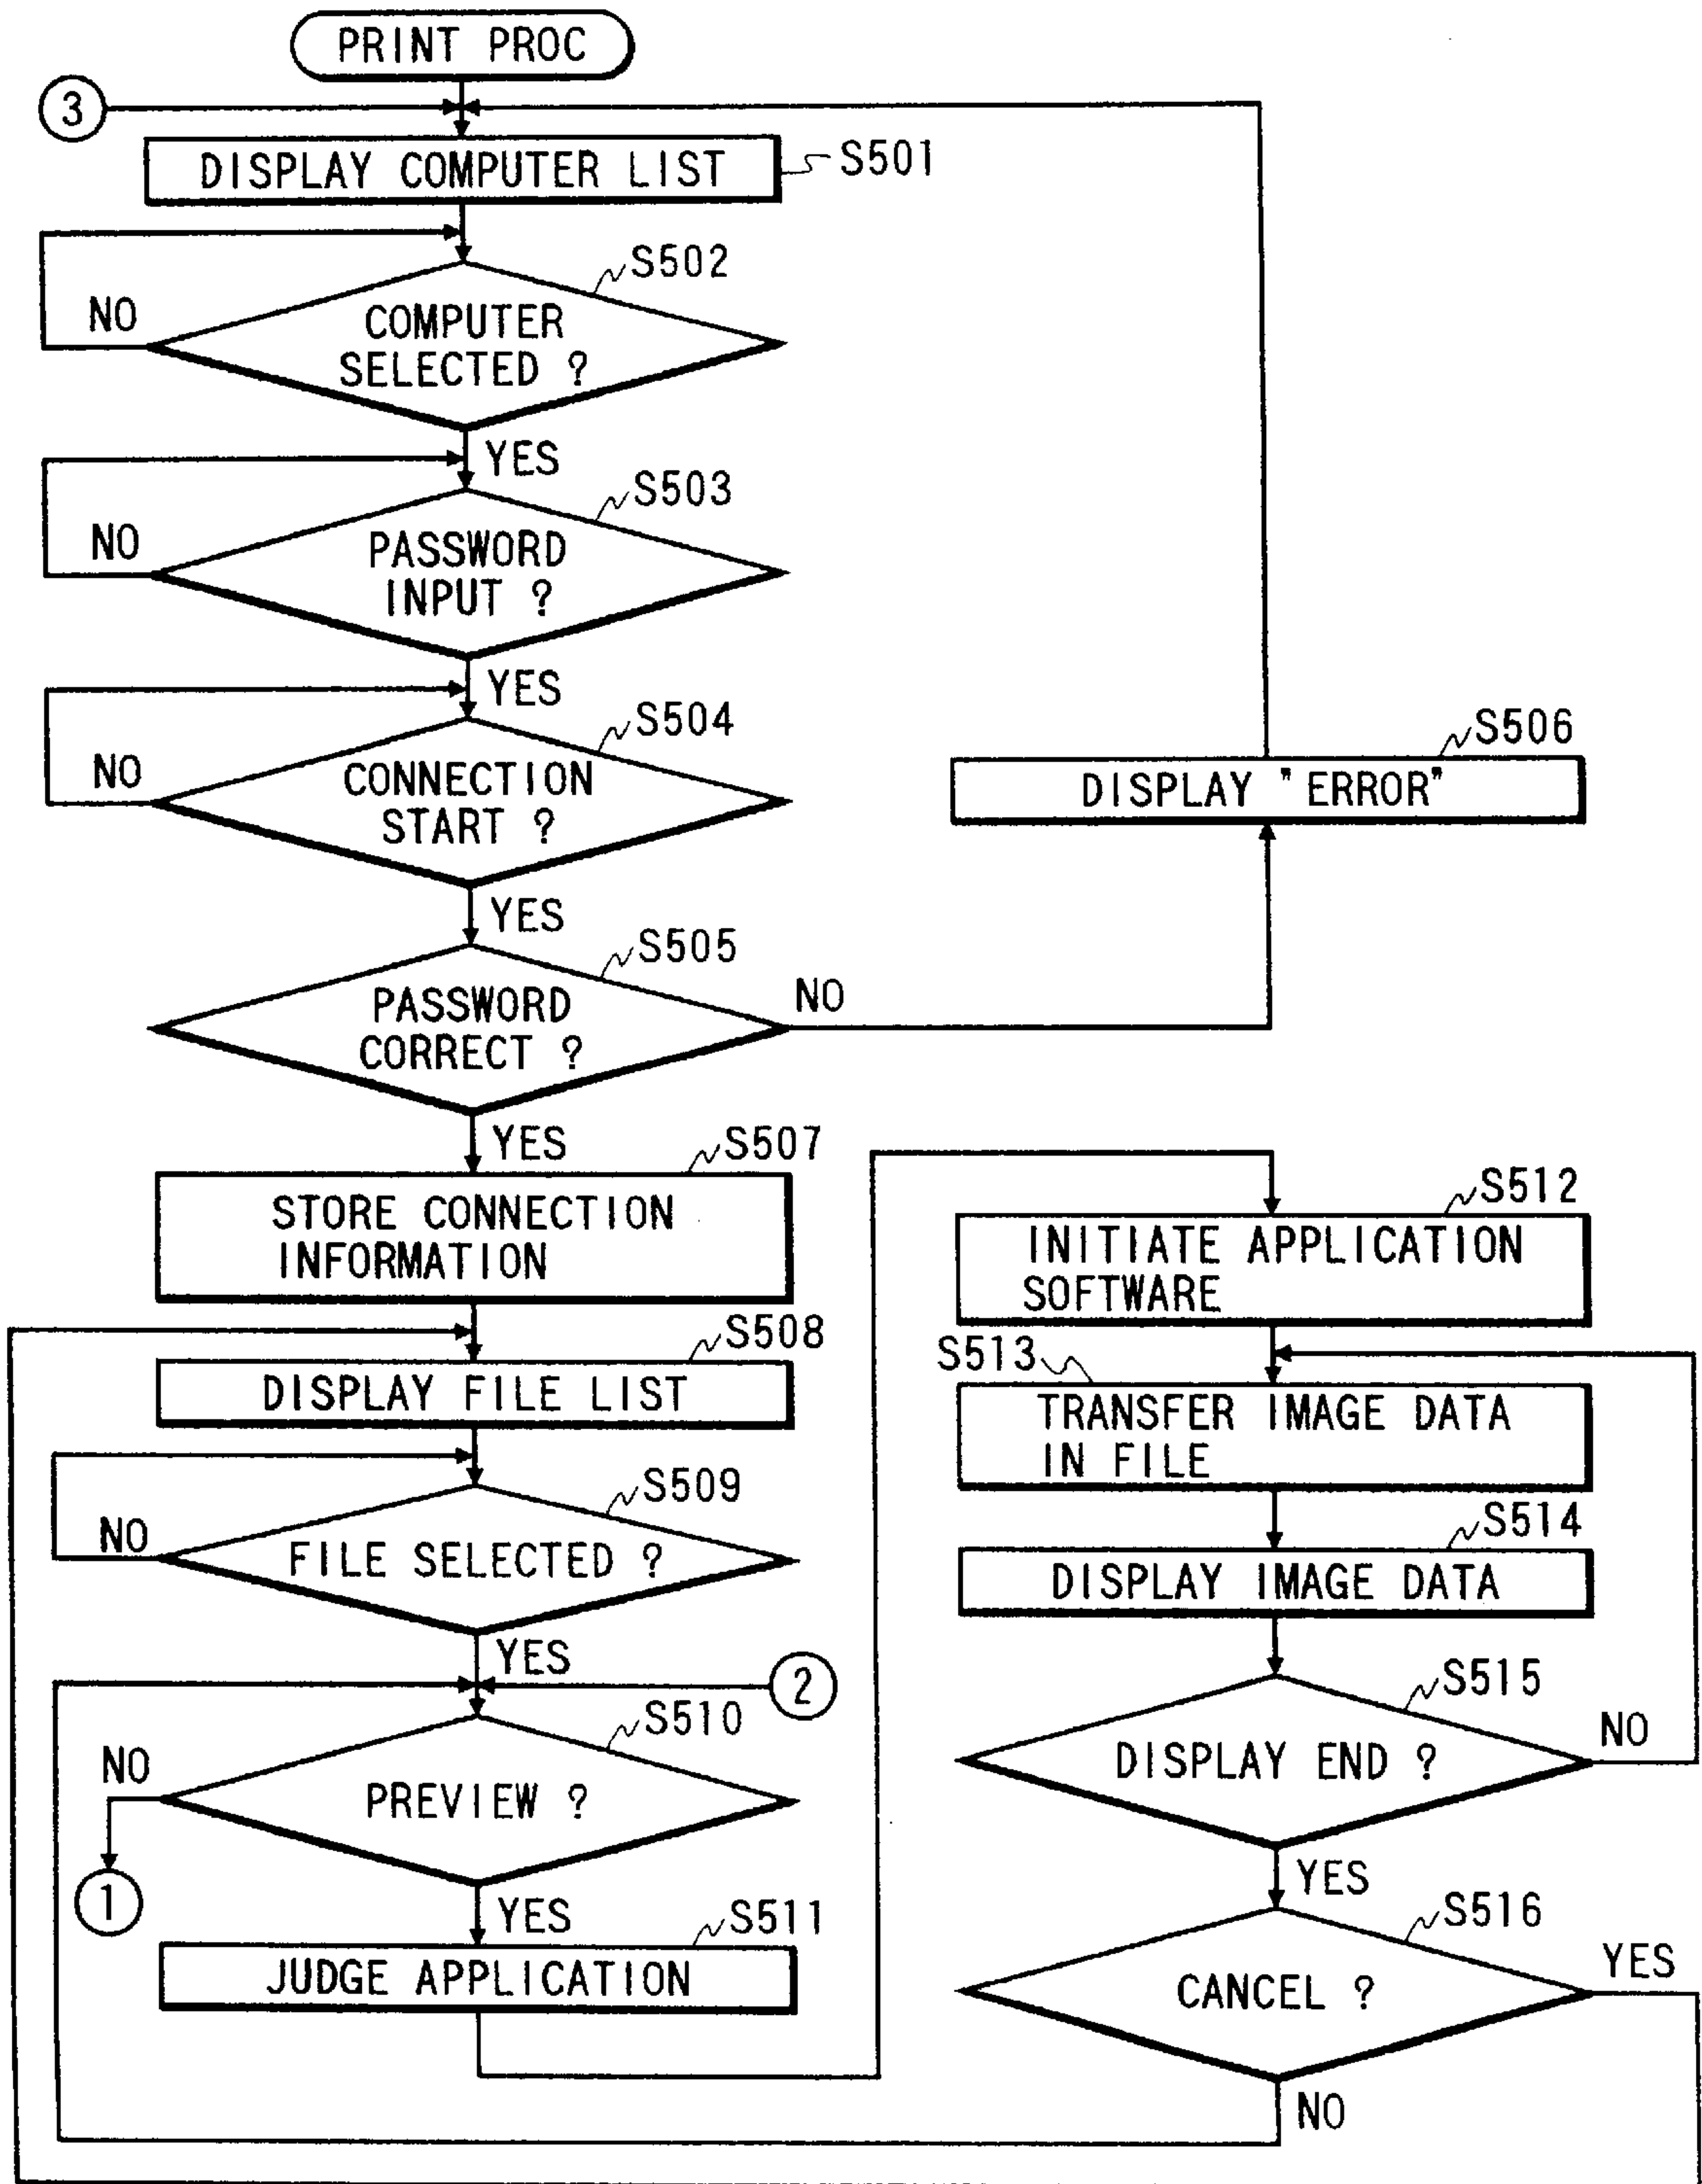 PRINT PROC
3
DISPLAY COMPUTER LIST
S501
S502
NO
COMPUTER
SELECTED ?
YES
S503
NO
PASSWORD
INPUT ?
YES
S504
NO
CONNECTION
START ?
S506
DISPLAY "ERROR"
YES
S505
PASSWORD
CORRECT ?
NO
YES
S507
STORE CONNECTION
INFORMATION
S508
DISPLAY FILE LIST
S509
NO
FILE SELECTED ?
YES
2
S510
NO
PREVIEW ?
1
YES
S511
JUDGE APPLICATION
S512
INITIATE APPLICATION
SOFTWARE
S513
TRANSFER IMAGE DATA
IN FILE
S514
DISPLAY IMAGE DATA
S515
DISPLAY END ?
NO
YES
S516
CANCEL ?
YES
NO